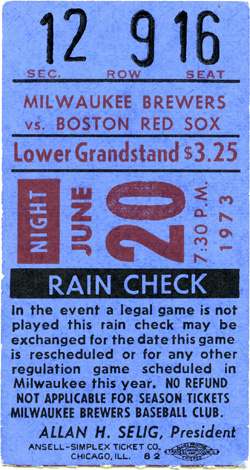 12 9 16
SEC. ROW SEAT
MILWAUKEE BREWERS
vs. BOSTON RED SOX
Lower Grandstand $3.25
NIGHT
JUNE
20
7:30 P.M.
1973
RAIN CHECK
In the event a legal game is not
played this rain check may be
exchanged for the date this game
is rescheduled or for any other
regulation game scheduled in
Milwaukee this year. NO REFUND
NOT APPLICABLE FOR SEASON TICKETS
MILWAUKEE BREWERS BASEBALL CLUB.
ALLAN H. SELIG, President
ANSELL-SIMPLEX TICKET CO.
CHICAGO, ILL. 82